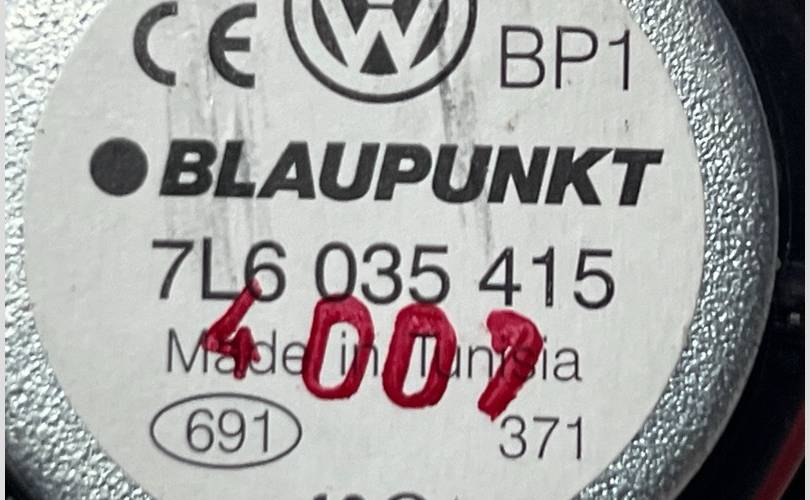 CE BP1
BLAUPUNKT
7L6 035 415
4007
Made in Tunisia
691 371